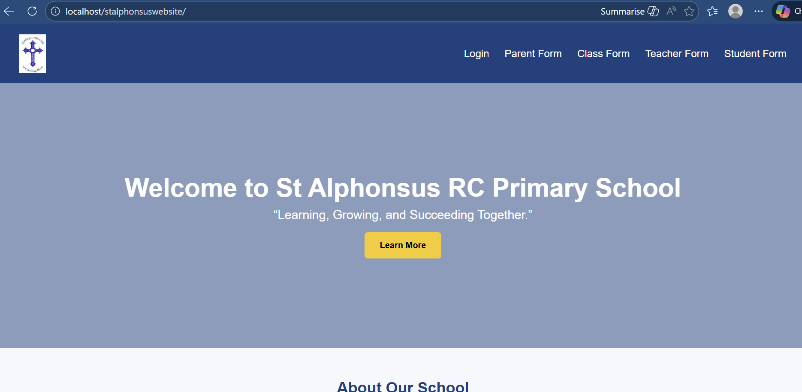 localhost/stalphonsuswebsite/
Summarise
Login Parent Form Class Form Teacher Form Student Form
Welcome to St Alphonsus RC Primary School
“Learning, Growing, and Succeeding Together.”
Learn More
About Our School